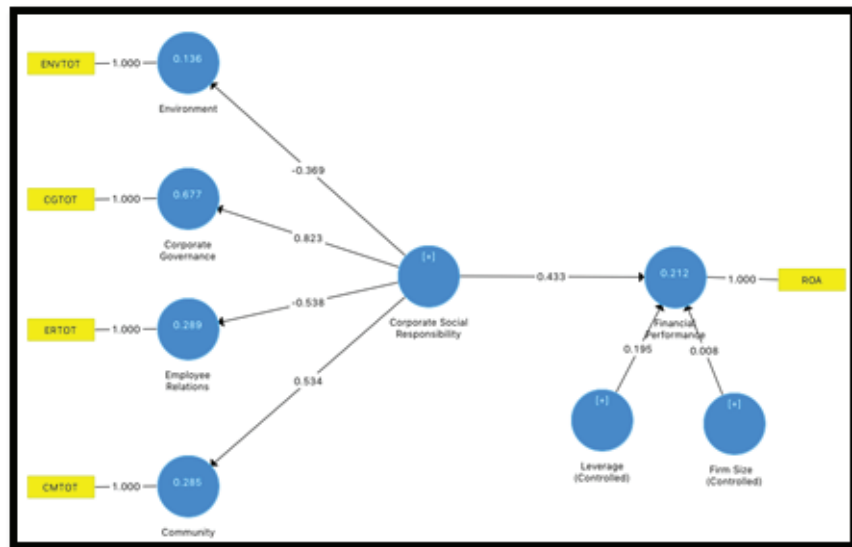 ENVTOT
1.000
0.136
Environment
-0.369
CGTOT
1.000
0.677
Corporate
Governance
0.823
[+]
Corporate Social
Responsibility
0.433
0.212
Financial
Performance
1.000
ROA
ERTOT
1.000
0.289
Employee
Relations
-0.538
0.534
0.195
0.008
[+]
Leverage
(Controlled)
[+]
Firm Size
(Controlled)
CMTOT
1.000
0.285
Community